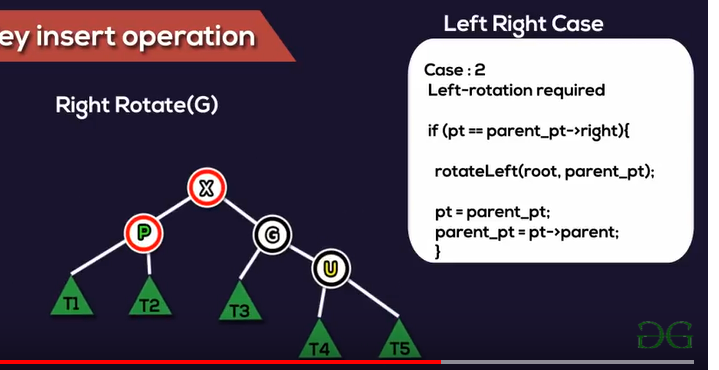 ey insert operation
Left Right Case
Right Rotate(G)
Case : 2
Left-rotation required
if (pt == parent_pt->right){
rotateLeft(root, parent_pt);
pt = parent_pt;
parent_pt = pt->parent;
}
X
P
G
U
T1
T2
T3
T4
T5